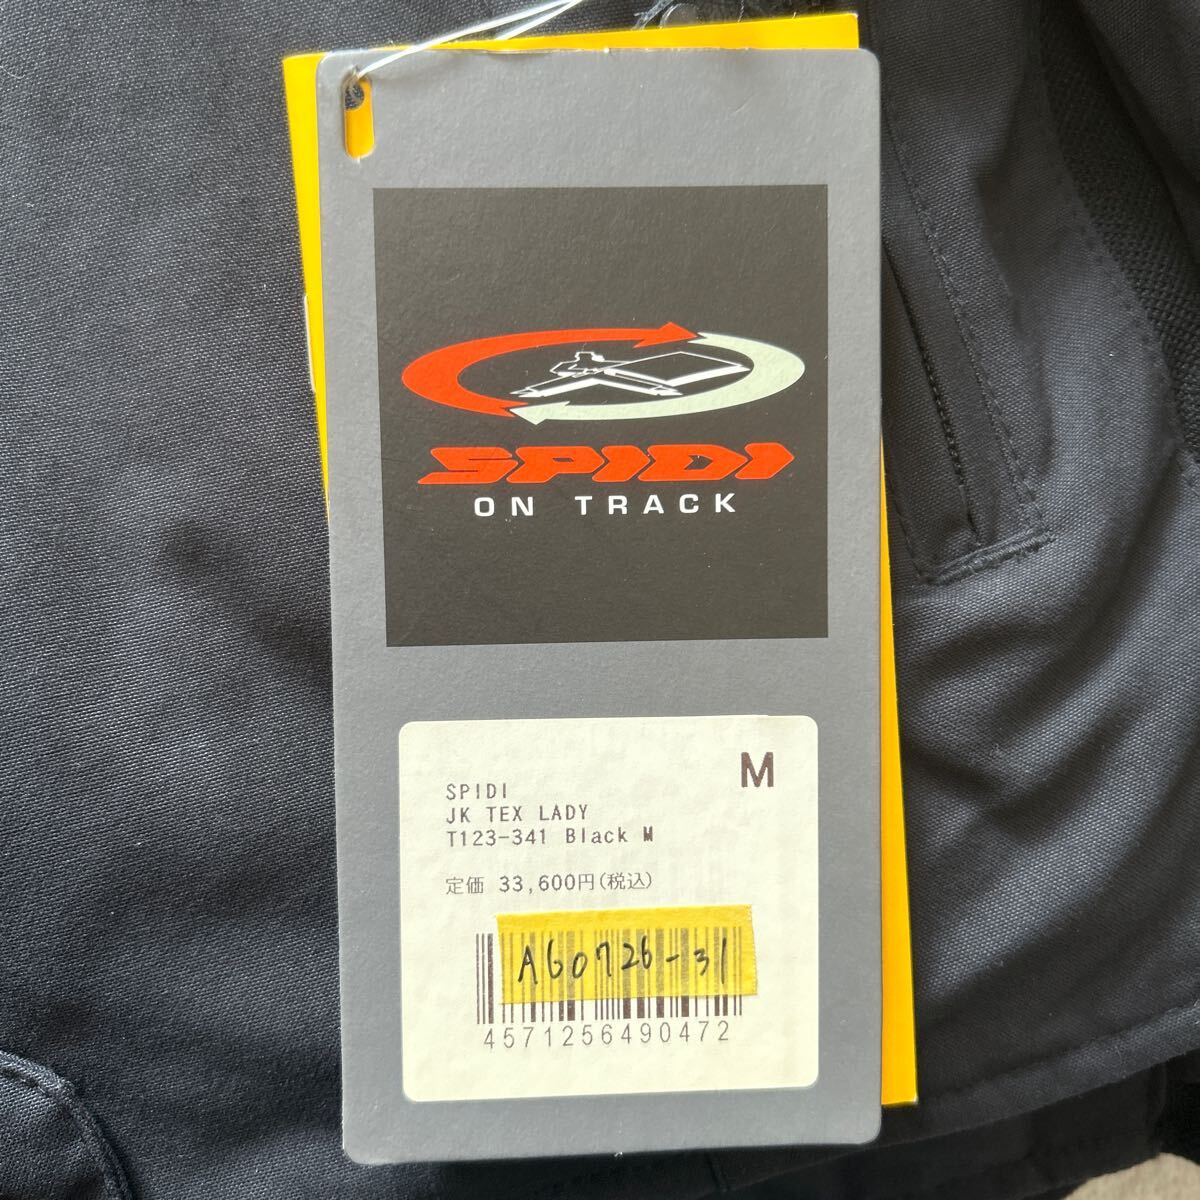 SPIDI
ON TRACK
M
SPIDI
JK TEX LADY
T123-341 Black M
定価 33,600円(税込)
A60726-31
4571256490472